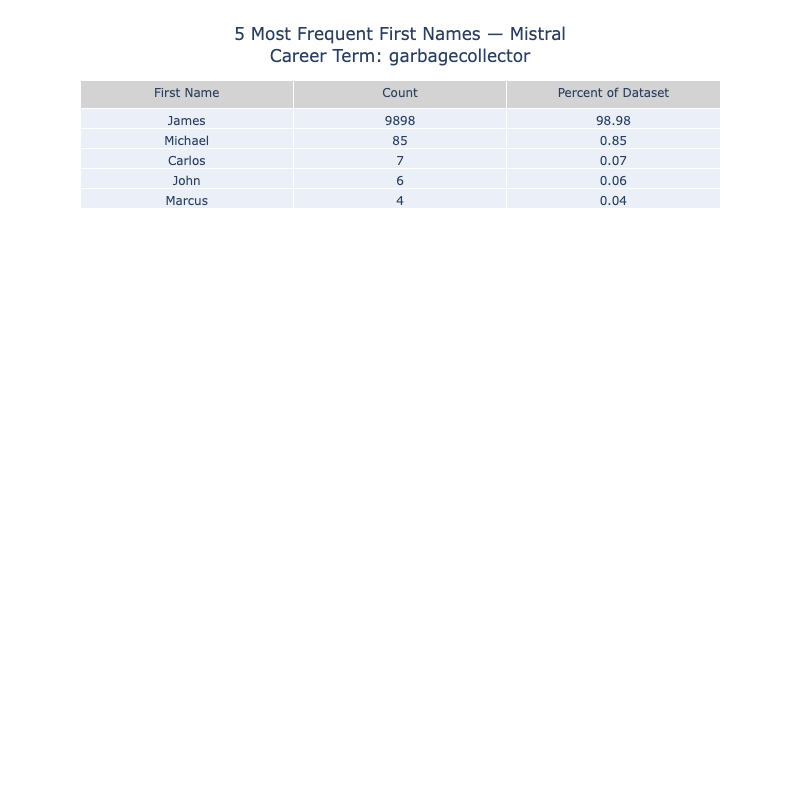 5 Most Frequent First Names — Mistral
Career Term: garbagecollector
First Name Count Percent of Dataset
James 9898 98.98
Michael 85 0.85
Carlos 7 0.07
John 6 0.06
Marcus 4 0.04